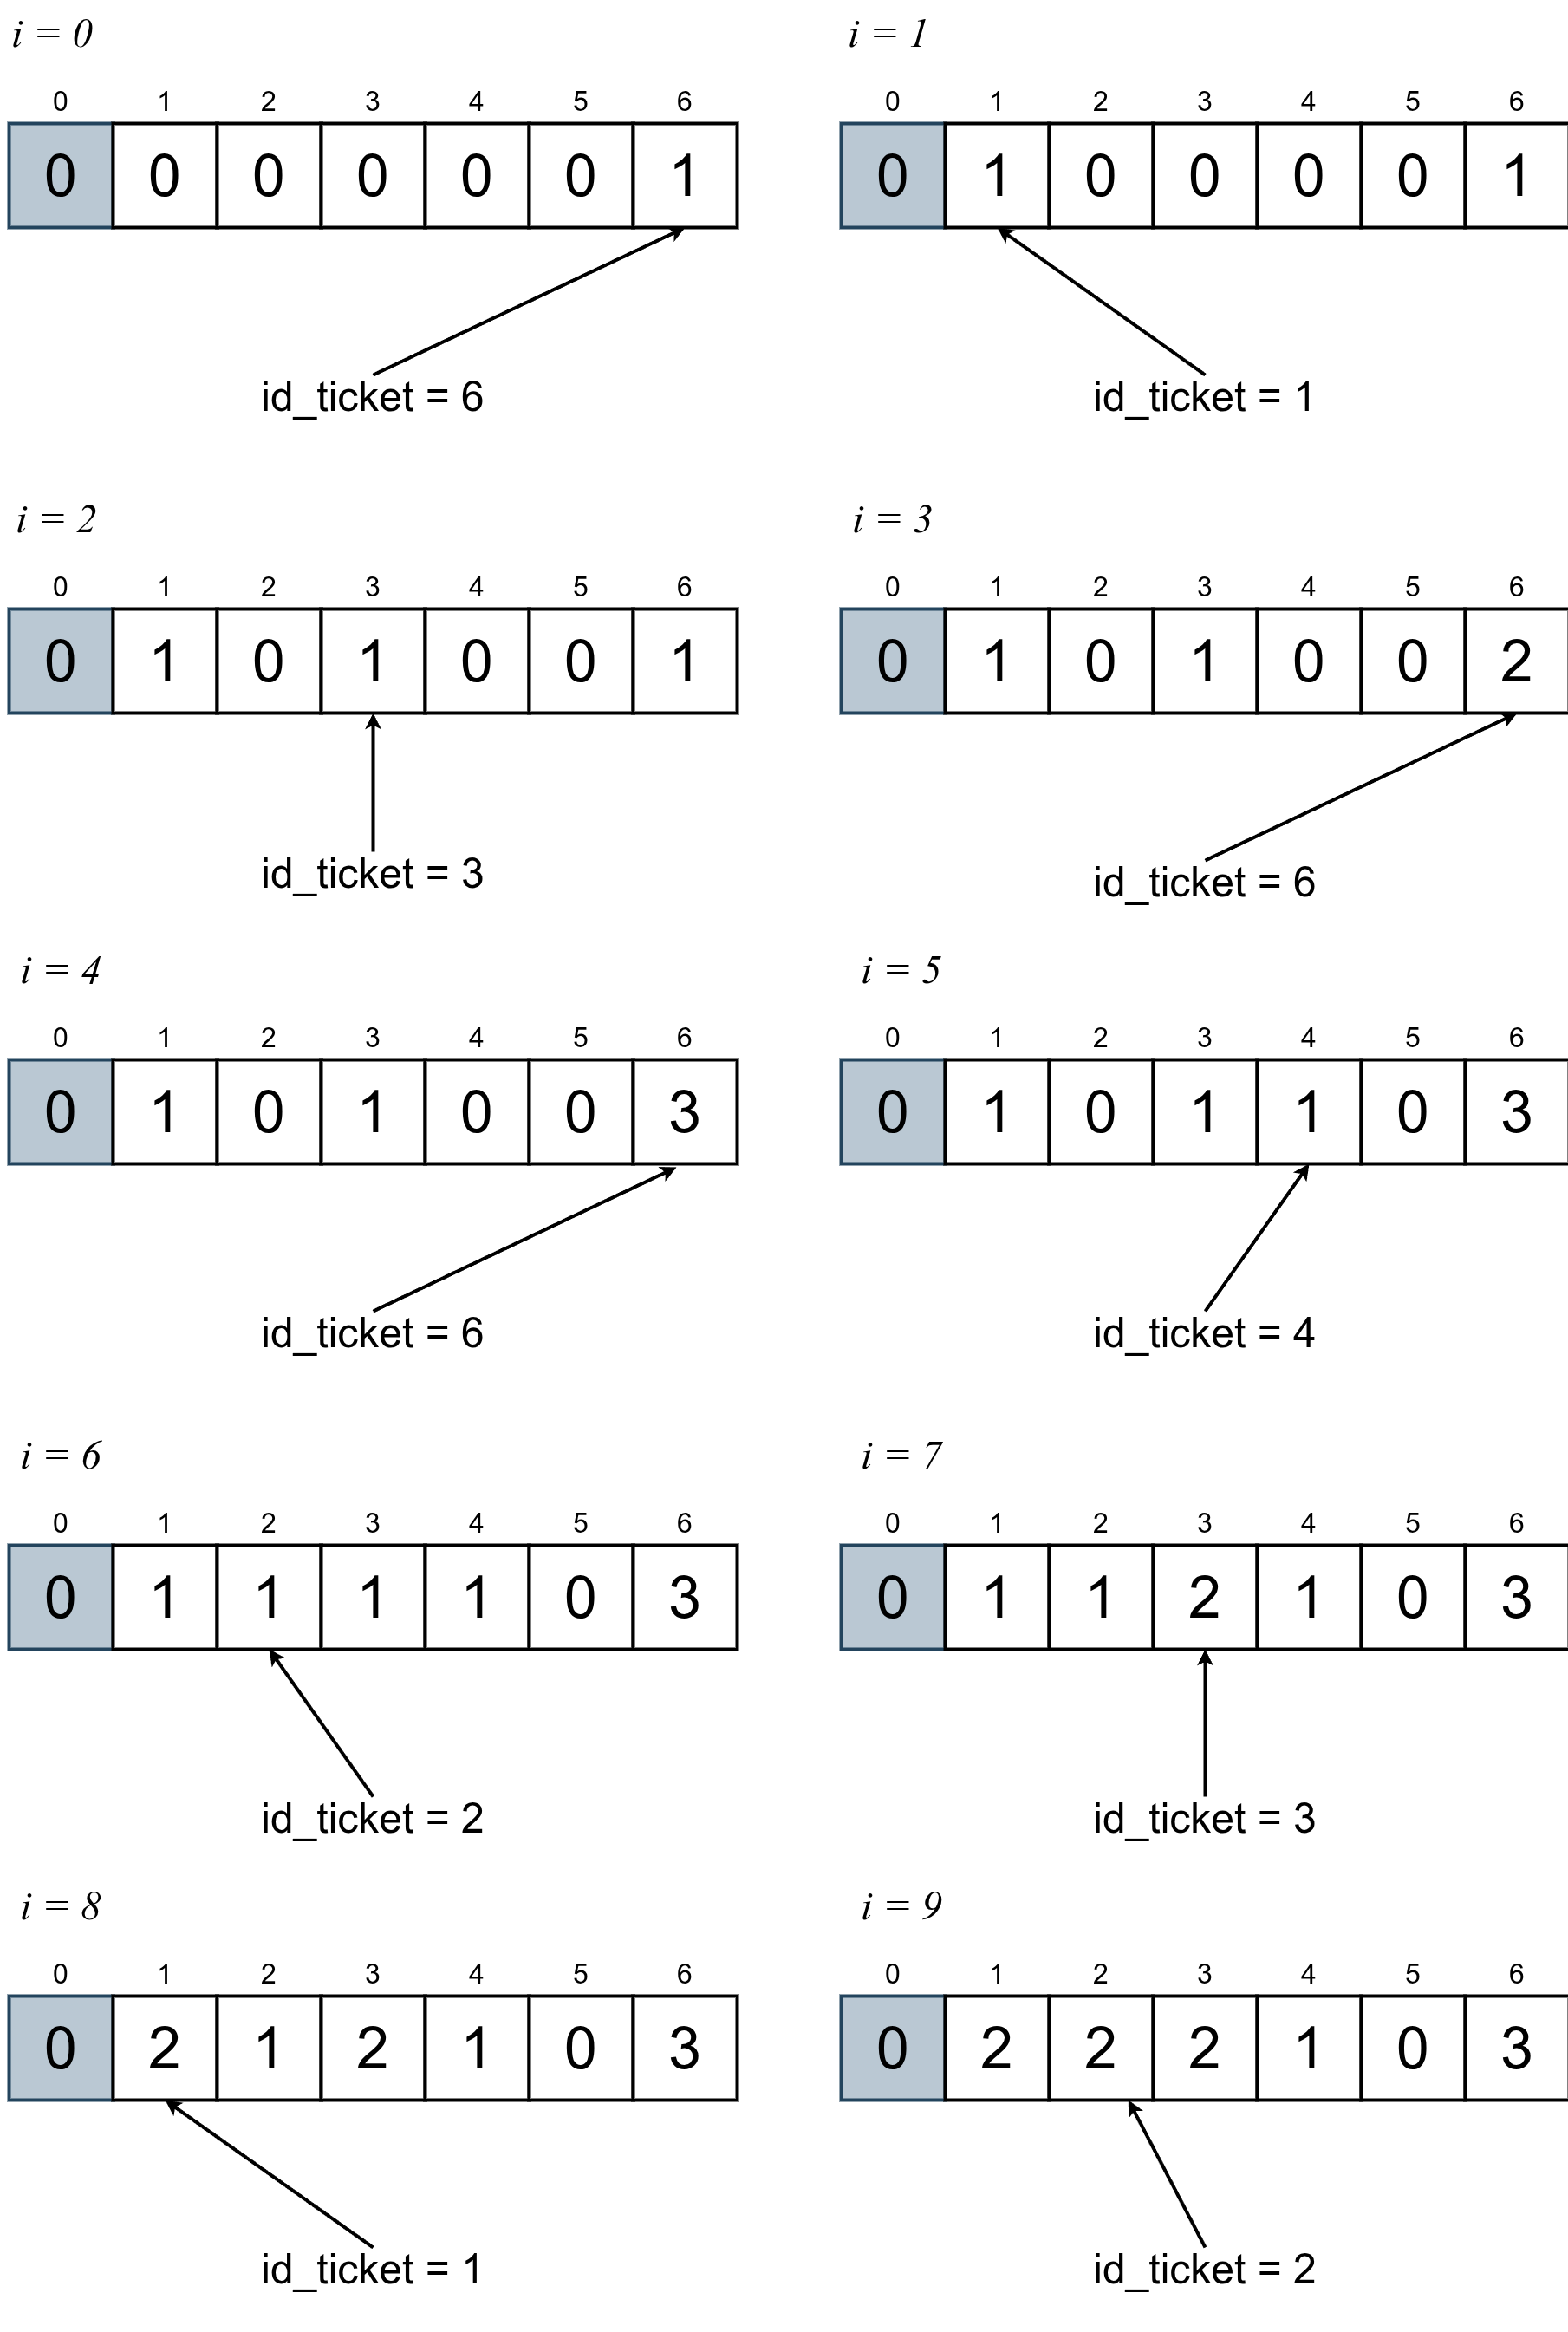 i = 0
0 1 2 3 4 5 6
0 0 0 0 0 0 1
id_ticket = 6
i = 1
0 1 2 3 4 5 6
0 1 0 0 0 0 1
id_ticket = 1
i = 2
0 1 2 3 4 5 6
0 1 0 1 0 0 1
id_ticket = 3
i = 3
0 1 2 3 4 5 6
0 1 0 1 0 0 2
id_ticket = 6
i = 4
0 1 2 3 4 5 6
0 1 0 1 0 0 3
id_ticket = 6
i = 5
0 1 2 3 4 5 6
0 1 0 1 1 0 3
id_ticket = 4
i = 6
0 1 2 3 4 5 6
0 1 1 1 1 0 3
id_ticket = 2
i = 7
0 1 2 3 4 5 6
0 1 1 2 1 0 3
id_ticket = 3
i = 8
0 1 2 3 4 5 6
0 2 1 2 1 0 3
id_ticket = 1
i = 9
0 1 2 3 4 5 6
0 2 2 2 1 0 3
id_ticket = 2